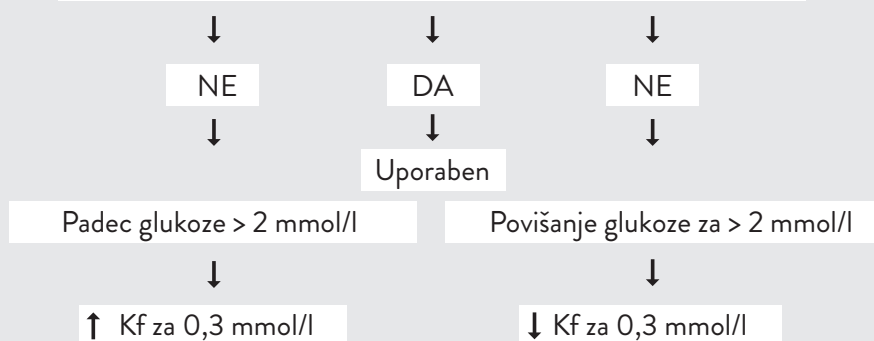 NE DA NE
Uporaben
Padec glukoze > 2 mmol/l Povišanje glukoze za > 2 mmol/l
↑ Kf za 0,3 mmol/l ↓ Kf za 0,3 mmol/l